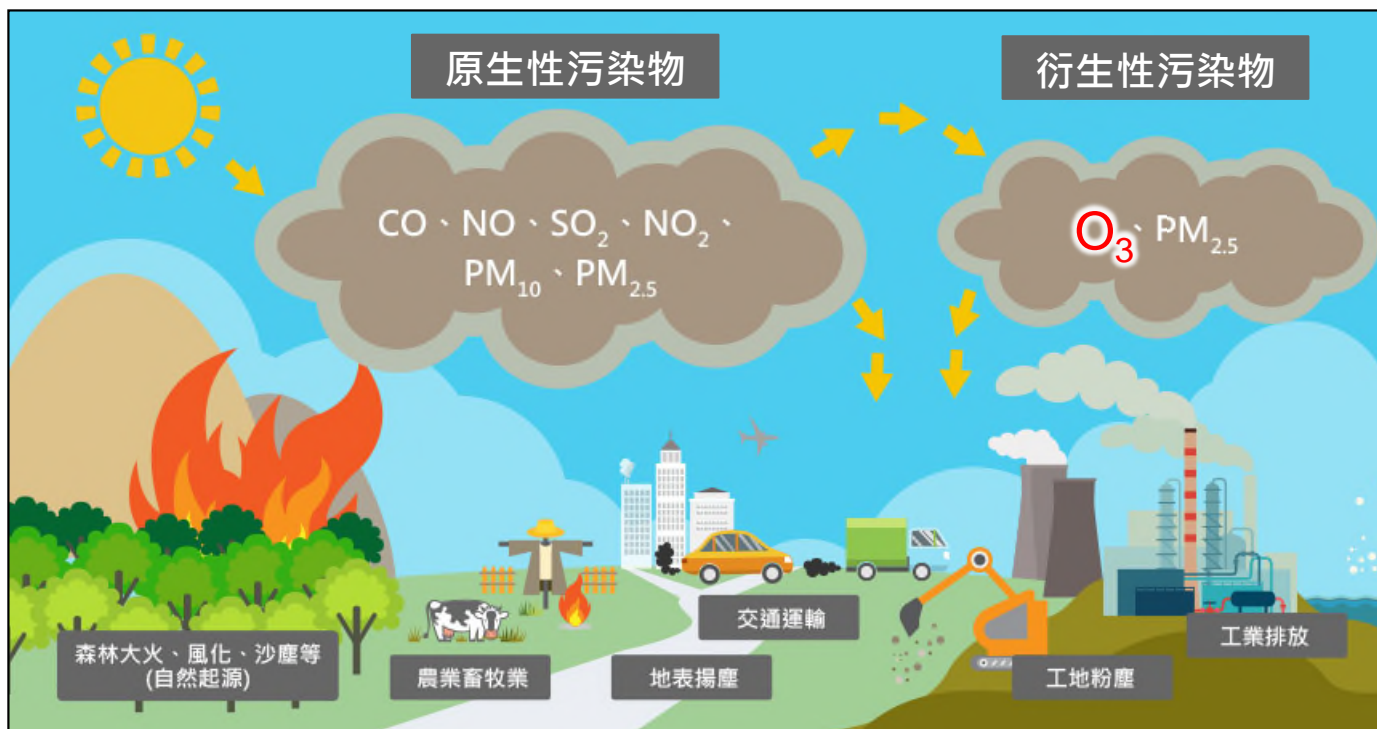 原生性污染物
衍生性污染物
CO、NO、SO₂、NO₂、
PM₁₀、PM₂.₅
O₃、PM₂.₅
森林大火、風化、沙塵等
(自然起源)
農業畜牧業
地表揚塵
交通運輸
工地粉塵
工業排放